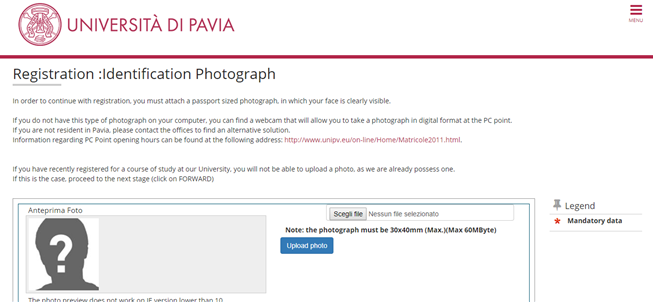 UNIVERSITÀ DI PAVIA
MENU
Registration :Identification Photograph
In order to continue with registration, you must attach a passport sized photograph, in which your face is clearly visible.
If you do not have this type of photograph on your computer, you can find a webcam that will allow you to take a photograph in digital format at the PC point.
If you are not resident in Pavia, please contact the offices to find an alternative solution.
Information regarding PC Point opening hours can be found at the following address: http://www.unipv.eu/on-line/Home/Matricole2011.html.
If you have recently registered for a course of study at our University, you will not be able to upload a photo, as we are already possess one.
If this is the case, proceed to the next stage (click on FORWARD)
Anteprima Foto
?
Scegli file Nessun file selezionato
Note: the photograph must be 30x40mm (Max.)(Max 60MByte)
Upload photo
The photo preview does not work on IE version lower than 10
Legend
* Mandatory data